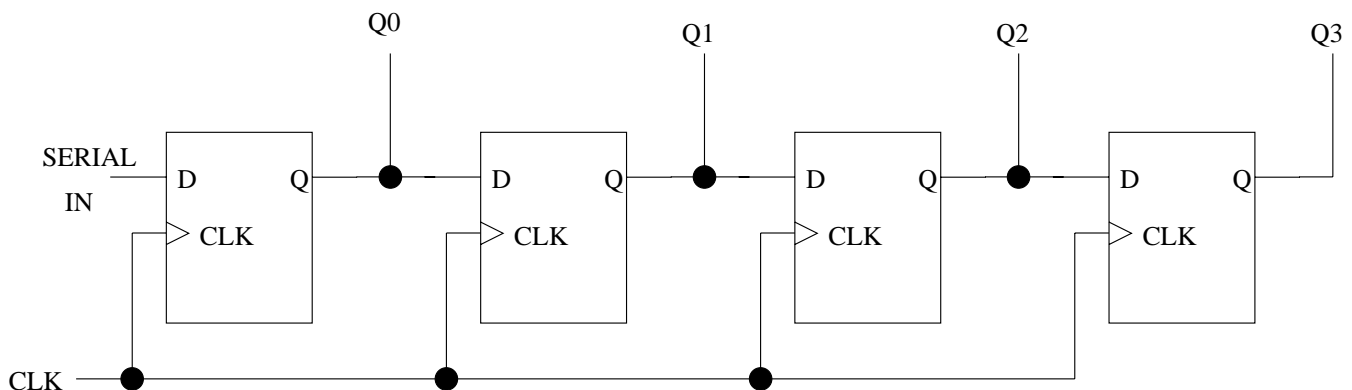 Q0 Q1 Q2 Q3
SERIAL
IN
D Q D Q D Q D Q
CLK CLK CLK CLK
CLK